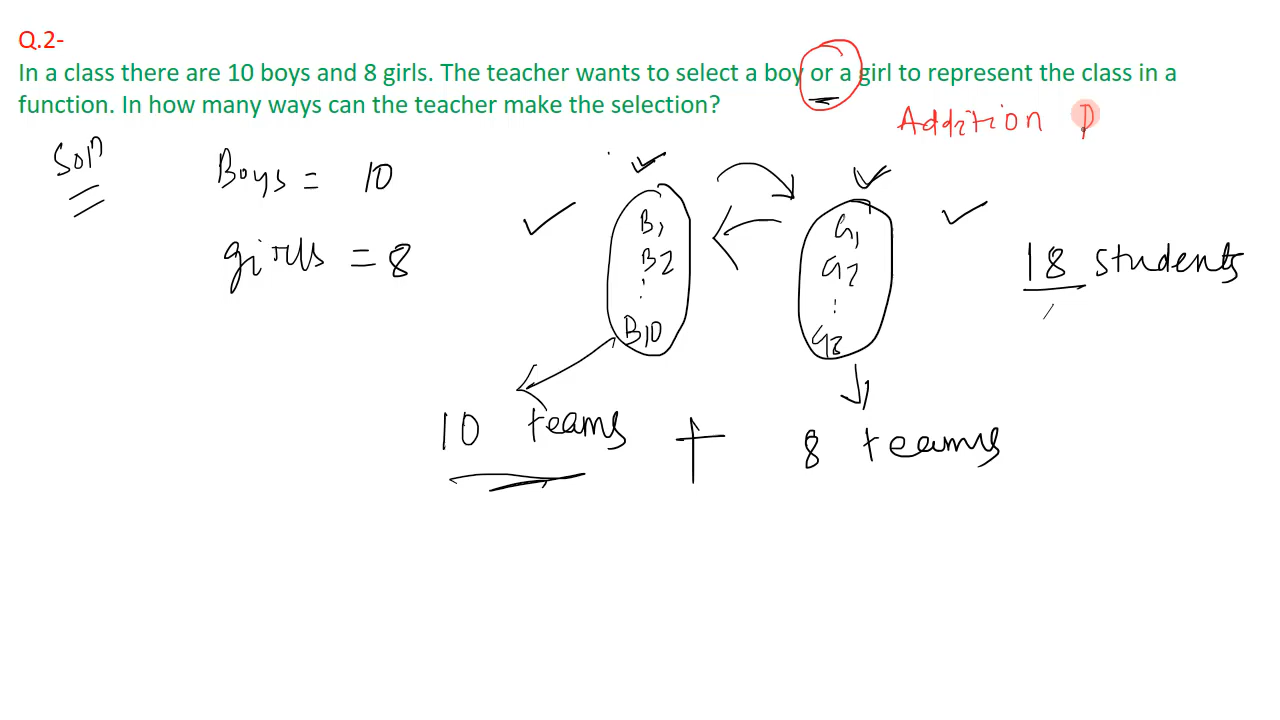 Q.2-
In a class there are 10 boys and 8 girls. The teacher wants to select a boy or a girl to represent the class in a
function. In how many ways can the teacher make the selection?
Addition P
Soln
Boys = 10
girls = 8
B1
B2
⋮
B10
G1
G2
⋮
G8
18 students
10 teams + 8 teams